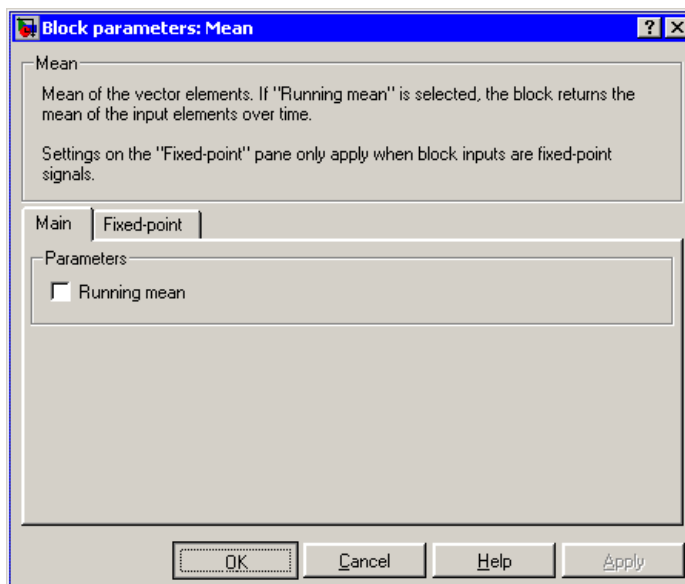 Block parameters: Mean
Mean
Mean of the vector elements. If "Running mean" is selected, the block returns the
mean of the input elements over time.
Settings on the "Fixed-point" pane only apply when block inputs are fixed-point
signals.
Main Fixed-point
Parameters
Running mean
OK Cancel Help Apply